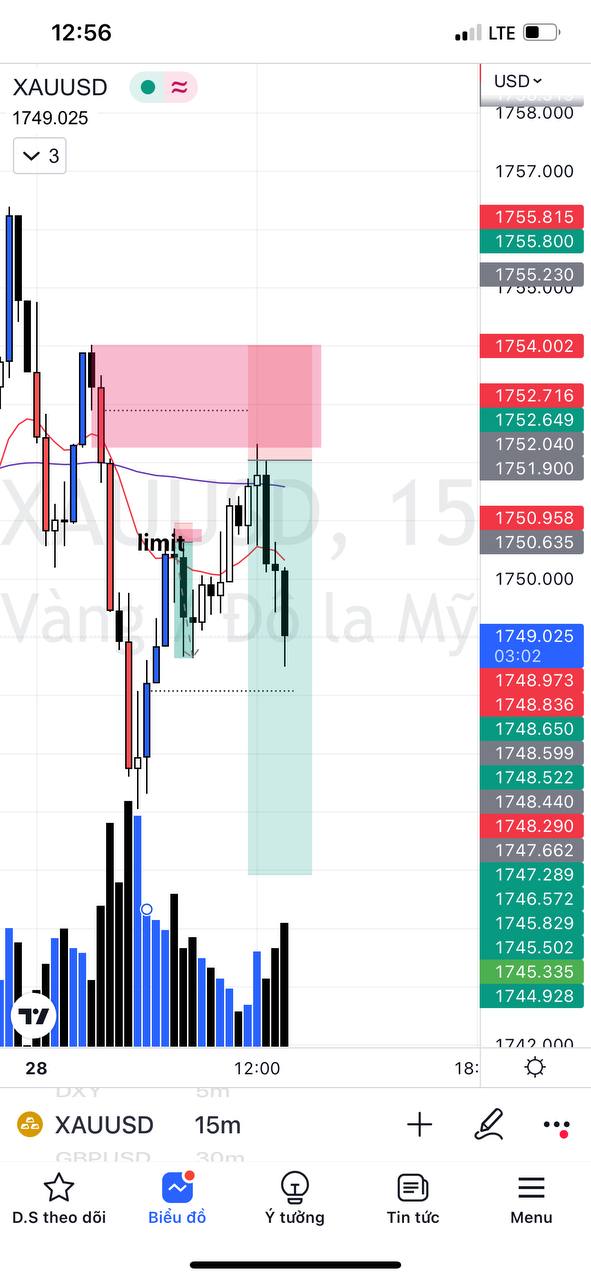 12:56
LTE
XAUUSD
USD
1749.025
3
1758.000
1757.000
1755.815
1755.800
1755.230
1755.000
1754.002
1752.716
1752.649
1752.040
1751.900
XAUUSD, 15
1750.958
limit
1750.635
1750.000
Vàng / Đô la Mỹ
1749.025
03:02
1748.973
1748.836
1748.650
1748.599
1748.522
1748.440
1748.290
1747.662
1747.289
1746.572
1745.829
1745.502
1745.335
1744.928
1742.000
28
12:00
18:
DXY
5m
XAUUSD
15m
GBPUSD
30m
D.S theo dõi
Biểu đồ
Ý tưởng
Tin tức
Menu